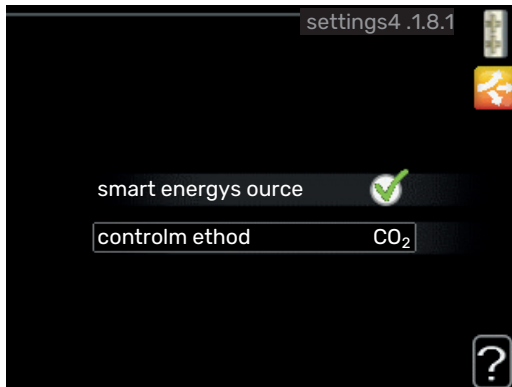 settings4 .1.8.1
smart energys ource
controlm ethod CO₂
?